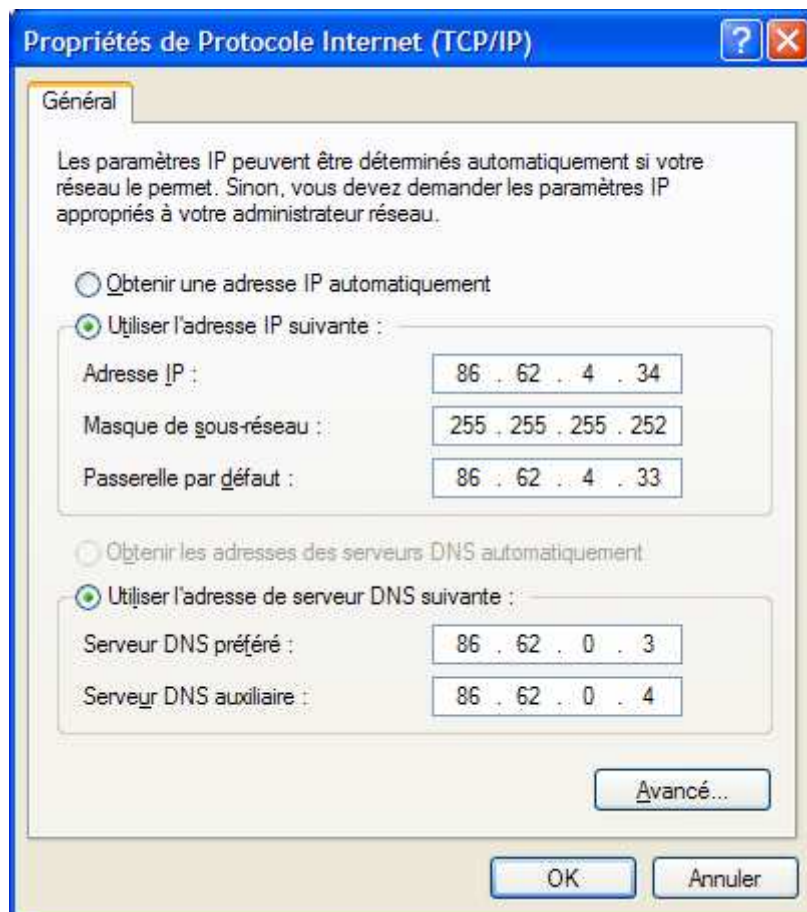 Propriétés de Protocole Internet (TCP/IP)
Général
Les paramètres IP peuvent être déterminés automatiquement si votre
réseau le permet. Sinon, vous devez demander les paramètres IP
appropriés à votre administrateur réseau.
Obtenir une adresse IP automatiquement
Utiliser l'adresse IP suivante :
Adresse IP : 86 . 62 . 4 . 34
Masque de sous-réseau : 255 . 255 . 255 . 252
Passerelle par défaut : 86 . 62 . 4 . 33
Obtenir les adresses des serveurs DNS automatiquement
Utiliser l'adresse de serveur DNS suivante :
Serveur DNS préféré : 86 . 62 . 0 . 3
Serveur DNS auxiliaire : 86 . 62 . 0 . 4
Avancé...
OK Annuler